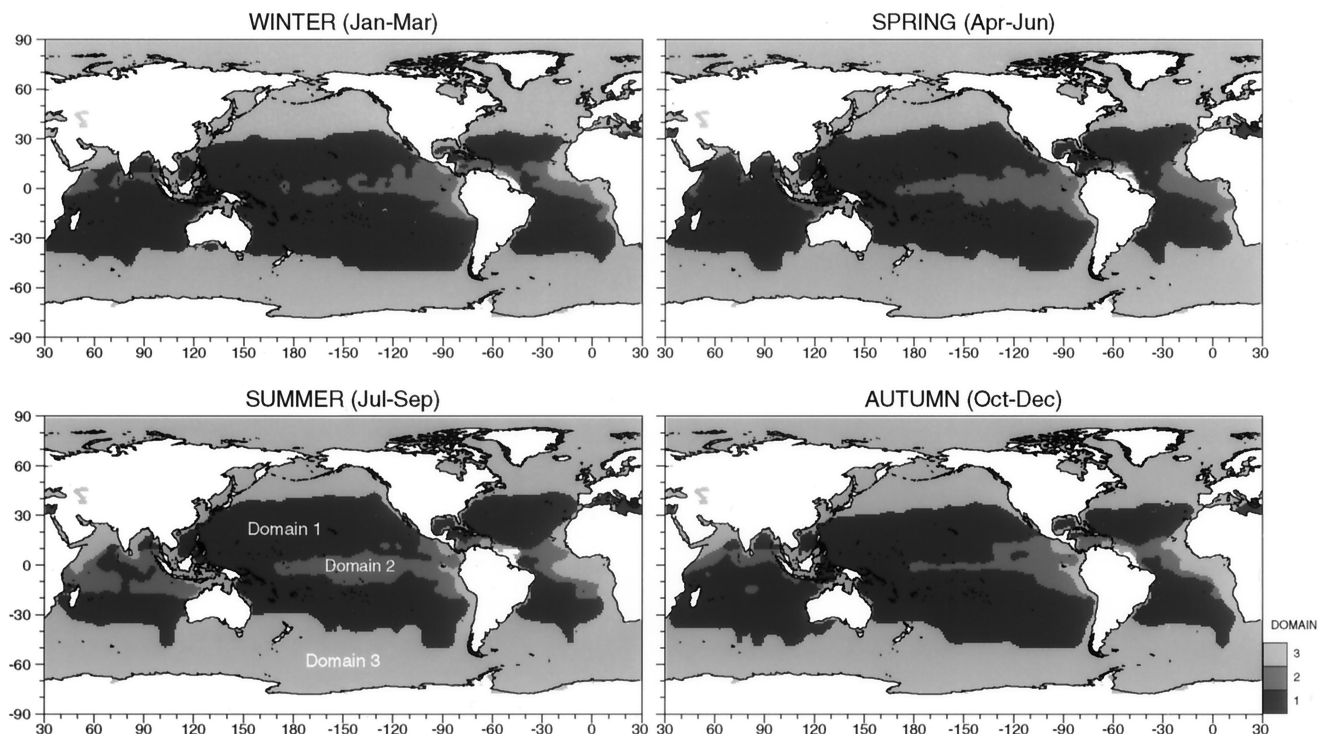 WINTER (Jan-Mar)
SPRING (Apr-Jun)
90
60
30
0
-30
-60
-90
30 60 90 120 150 180 -150 -120 -90 -60 -30 0 30
30 60 90 120 150 180 -150 -120 -90 -60 -30 0 30
SUMMER (Jul-Sep)
AUTUMN (Oct-Dec)
90
60
30
0
-30
-60
-90
Domain 1
Domain 2
Domain 3
DOMAIN
3
2
1
30 60 90 120 150 180 -150 -120 -90 -60 -30 0 30
30 60 90 120 150 180 -150 -120 -90 -60 -30 0 30